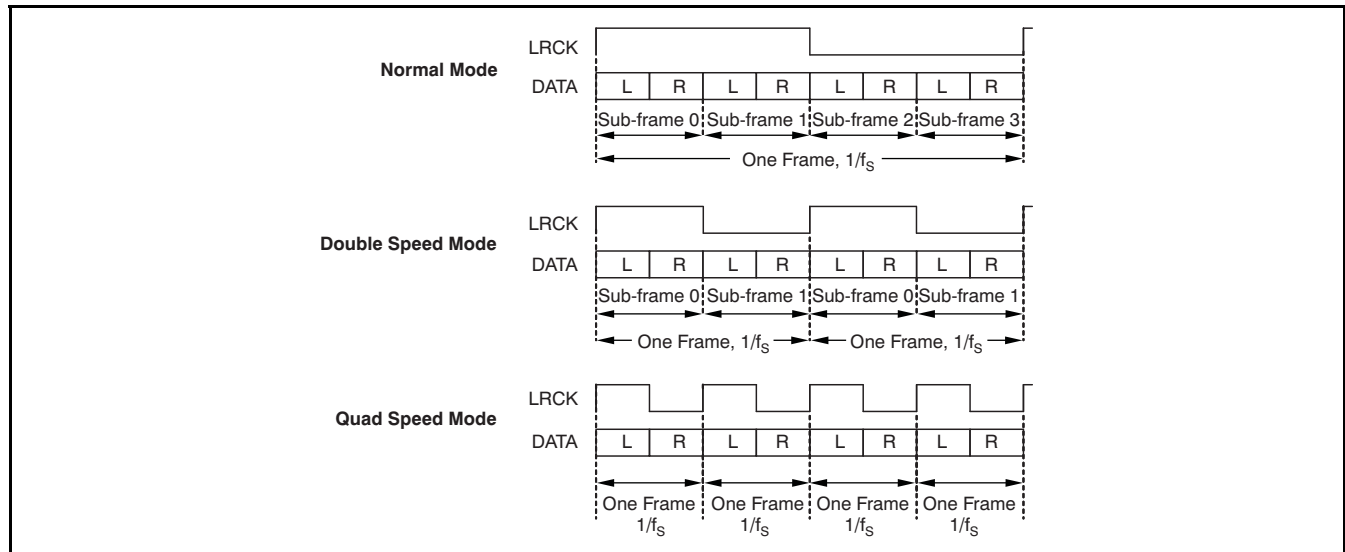 LRCK
Normal Mode
DATA L R L R L R L R
Sub-frame 0 Sub-frame 1 Sub-frame 2 Sub-frame 3
One Frame, 1/fS
LRCK
Double Speed Mode
DATA L R L R L R L R
Sub-frame 0 Sub-frame 1 Sub-frame 0 Sub-frame 1
One Frame, 1/fS One Frame, 1/fS
LRCK
Quad Speed Mode
DATA L R L R L R L R
One Frame One Frame One Frame One Frame
1/fS 1/fS 1/fS 1/fS